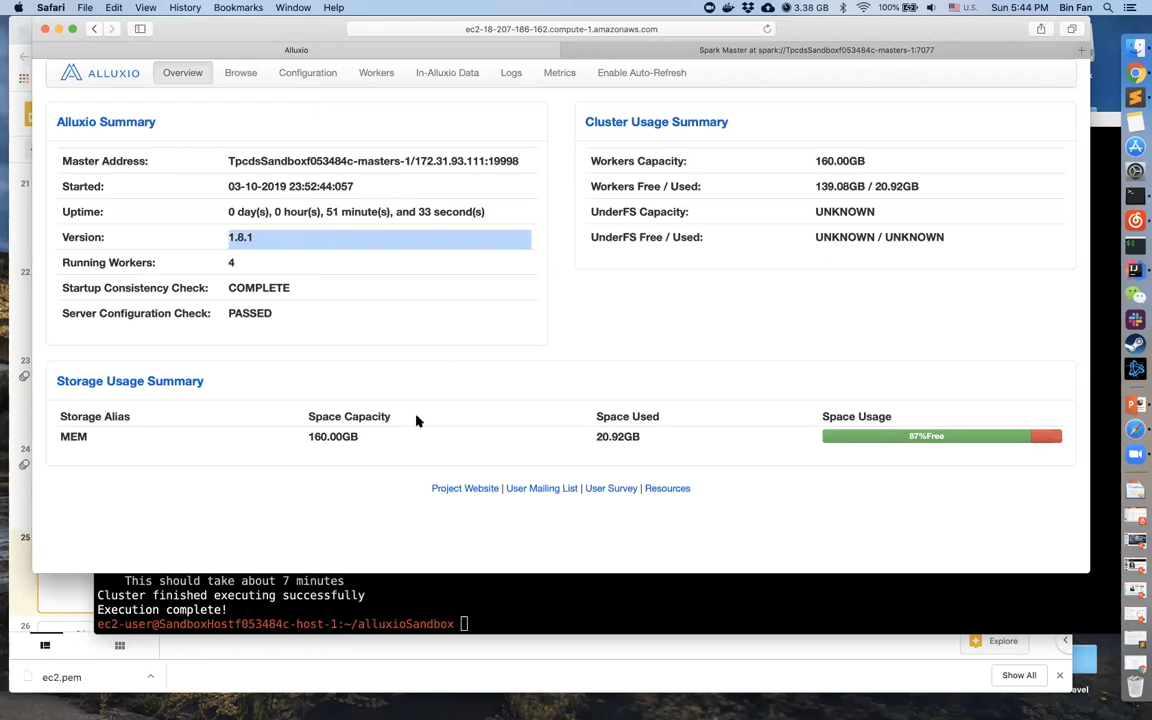 Safari File Edit View History Bookmarks Window Help 3.38 GB 100% U.S. Sun 5:44 PM Bin Fan
ec2-18-207-186-162.compute-1.amazonaws.com
Alluxio Spark Master at spark://TpcdsSandboxf053484c-masters-1:7077
ALLUXIO Overview Browse Configuration Workers In-Alluxio Data Logs Metrics Enable Auto-Refresh
Alluxio Summary
Master Address: TpcdsSandboxf053484c-masters-1/172.31.93.111:19998
Started: 03-10-2019 23:52:44:057
Uptime: 0 day(s), 0 hour(s), 51 minute(s), and 33 second(s)
Version: 1.8.1
Running Workers: 4
Startup Consistency Check: COMPLETE
Server Configuration Check: PASSED
Cluster Usage Summary
Workers Capacity: 160.00GB
Workers Free / Used: 139.08GB / 20.92GB
UnderFS Capacity: UNKNOWN
UnderFS Free / Used: UNKNOWN / UNKNOWN
Storage Usage Summary
Storage Alias Space Capacity Space Used Space Usage
MEM 160.00GB 20.92GB 87%Free
Project Website | User Mailing List | User Survey | Resources
21
22
23
24
25
26
This should take about 7 minutes
Cluster finished executing successfully
Execution complete!
ec2-user@SandboxHostf053484c-host-1:~/alluxioSandbox
Explore
ec2.pem
Show All
avel